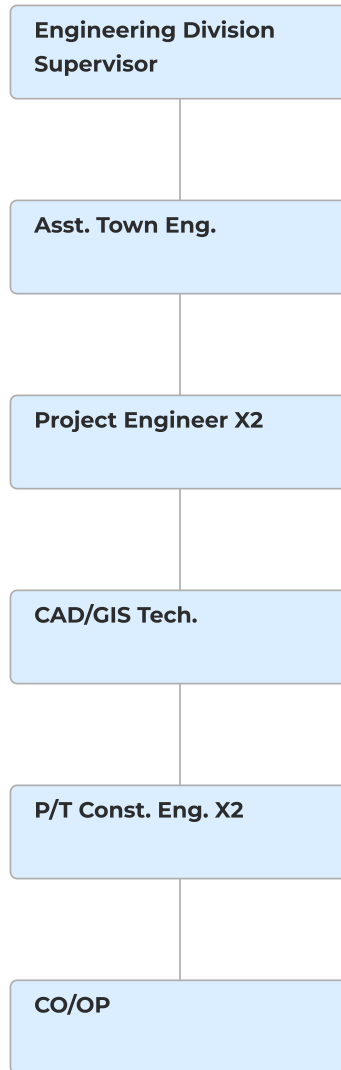 Engineering Division
Supervisor
Asst. Town Eng.
Project Engineer X2
CAD/GIS Tech.
P/T Const. Eng. X2
CO/OP